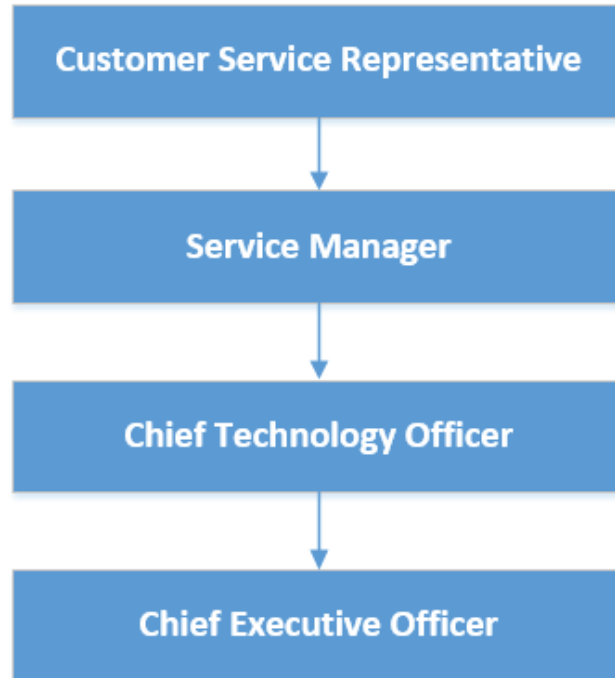 Customer Service Representative
Service Manager
Chief Technology Officer
Chief Executive Officer